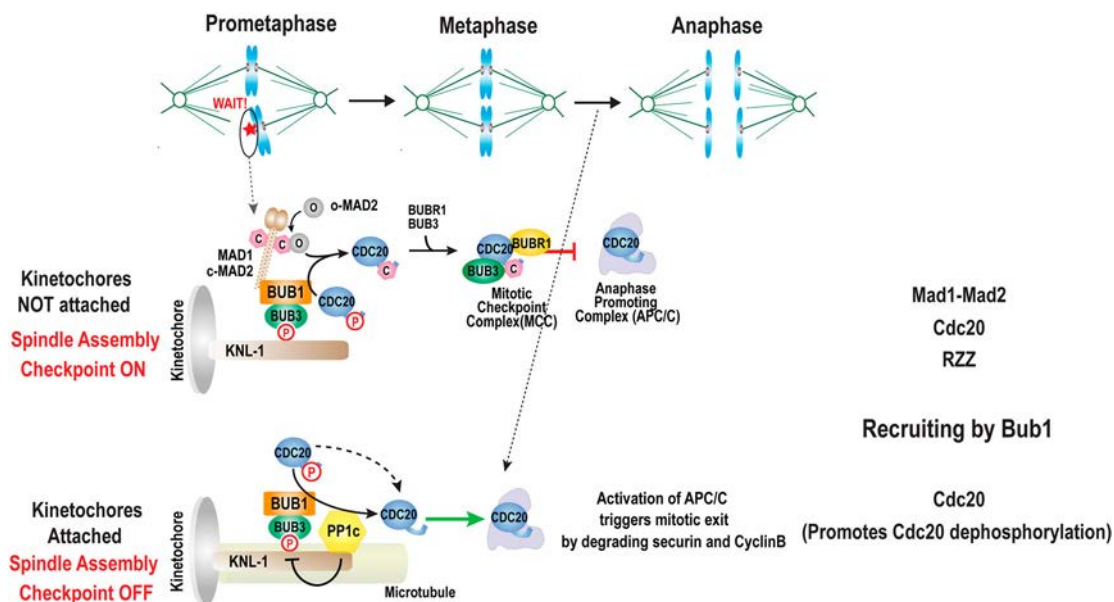 Prometaphase
Metaphase
Anaphase
WAIT!
O
o-MAD2
C
C
O
MAD1
c-MAD2
CDC20
C
BUBR1
BUB3
CDC20
BUBR1
BUB3
C
CDC20
BUB1
BUB3
P
CDC20
P
Mitotic
Checkpoint
Complex(MCC)
Anaphase
Promoting
Complex (APC/C)
Kinetochores
NOT attached
Spindle Assembly
Checkpoint ON
Kinetochore
KNL-1
Mad1-Mad2
Cdc20
RZZ
Recruiting by Bub1
CDC20
P
BUB1
BUB3
P
PP1c
CDC20
CDC20
Kinetochores
Attached
Spindle Assembly
Checkpoint OFF
Kinetochore
KNL-1
Microtubule
Activation of APC/C
triggers mitotic exit
by degrading securin and CyclinB
Cdc20
(Promotes Cdc20 dephosphorylation)